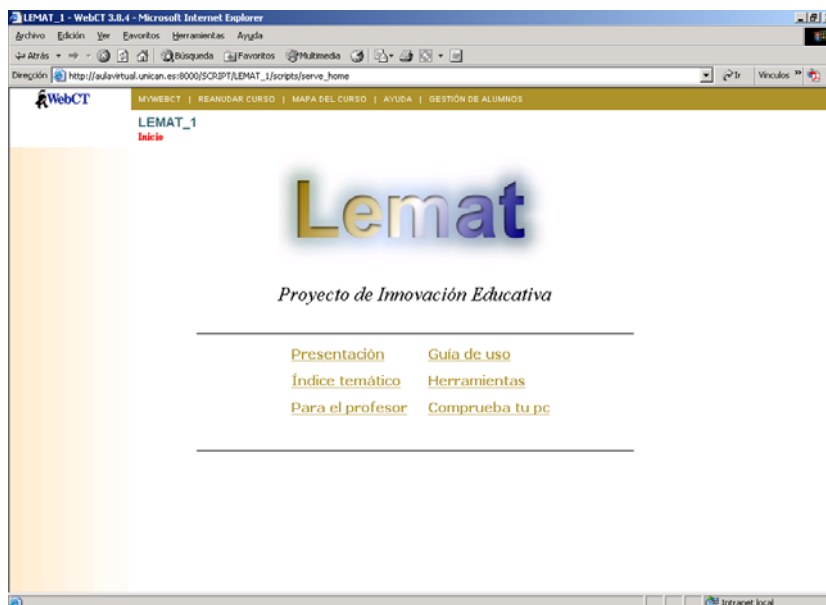 LEMAT_1 - WebCT 3.8.4 - Microsoft Internet Explorer
Archivo Edición Ver Favoritos Herramientas Ayuda
Atrás Búsqueda Favoritos Multimedia
Dirección http://aulavirtual.unican.es:8000/SCRIPT/LEMAT_1/scripts/serve_home Ir Vínculos »
WebCT MYWEBCT | REANUDAR CURSO | MAPA DEL CURSO | AYUDA | GESTIÓN DE ALUMNOS
LEMAT_1
Inicio
Lemat
Proyecto de Innovación Educativa
Presentación Guía de uso
Índice temático Herramientas
Para el profesor Comprueba tu pc
Intranet local